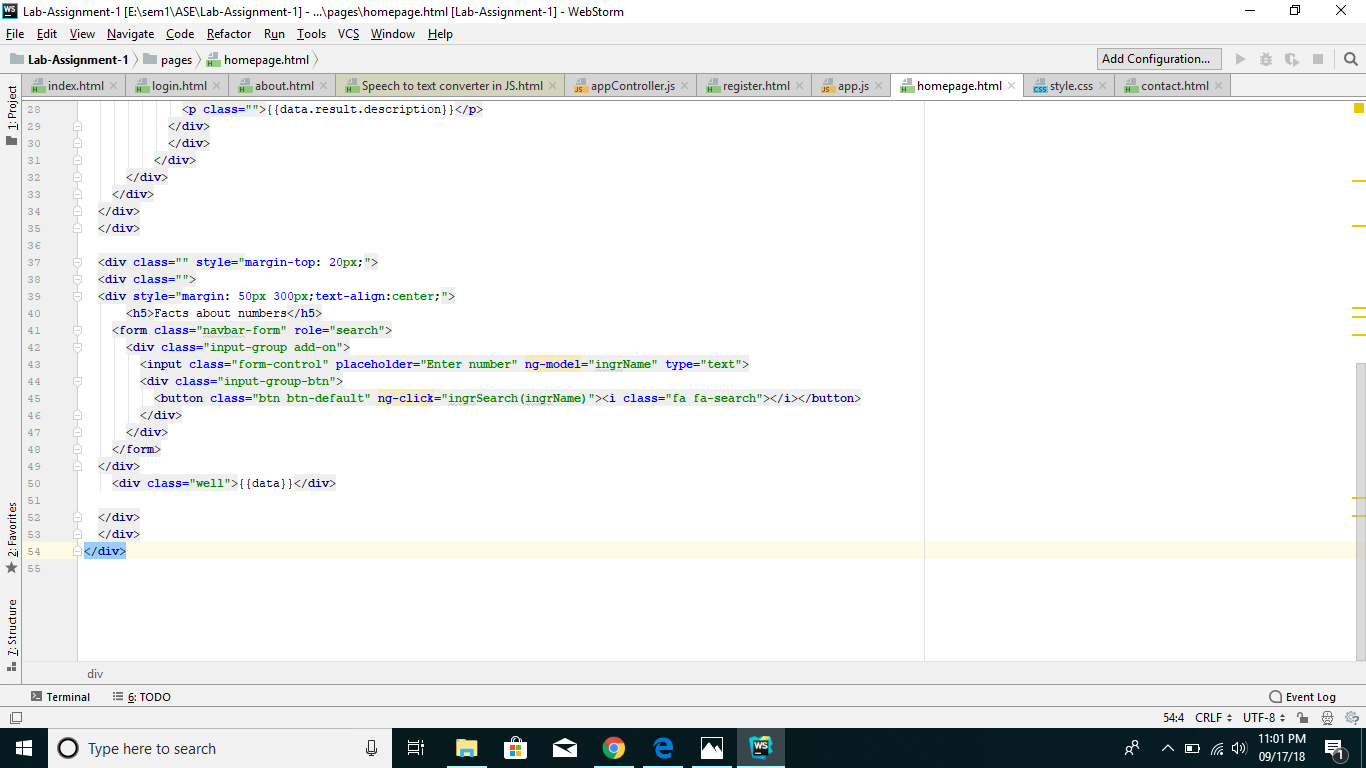 WS Lab-Assignment-1 [E:\sem1\ASE\Lab-Assignment-1] - ...\pages\homepage.html [Lab-Assignment-1] - WebStorm
File Edit View Navigate Code Refactor Run Tools VCS Window Help
Lab-Assignment-1 pages homepage.html Add Configuration...
index.html login.html about.html Speech to text converter in JS.html appController.js register.html app.js homepage.html style.css contact.html
1: Project
28 <p class="">{{data.result.description}}</p>
29 </div>
30 </div>
31 </div>
32 </div>
33 </div>
34 </div>
35 </div>
36
37 <div class="" style="margin-top: 20px;">
38 <div class="">
39 <div style="margin: 50px 300px;text-align:center;">
40 <h5>Facts about numbers</h5>
41 <form class="navbar-form" role="search">
42 <div class="input-group add-on">
43 <input class="form-control" placeholder="Enter number" ng-model="ingrName" type="text">
44 <div class="input-group-btn">
45 <button class="btn btn-default" ng-click="ingrSearch(ingrName)"><i class="fa fa-search"></i></button>
46 </div>
47 </div>
48 </form>
49 </div>
50 <div class="well">{{data}}</div>
51
52 </div>
53 </div>
54 </div>
55
2: Favorites
7: Structure
div
Terminal 6: TODO Event Log
54:4 CRLF UTF-8
Type here to search WS 11:01 PM
09/17/18 1